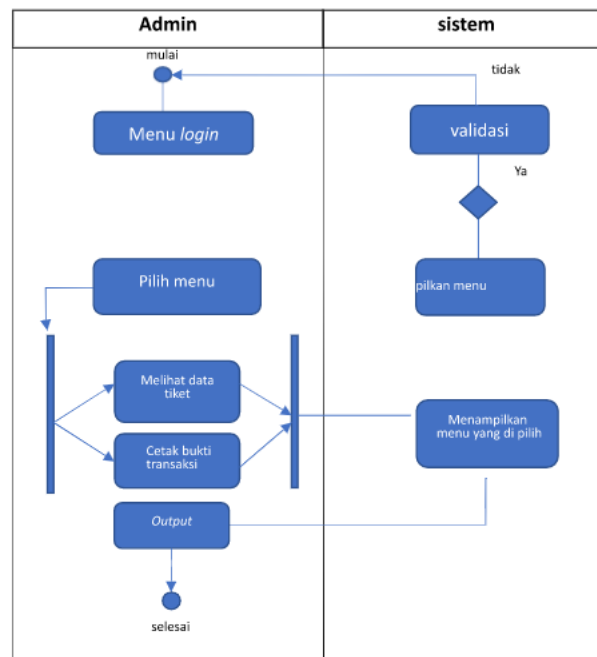 Admin
sistem
mulai
tidak
Menu login
validasi
Ya
Pilih menu
pilkan menu
Melihat data
tiket
Menampilkan
menu yang di pilih
Cetak bukti
transaksi
Output
selesai